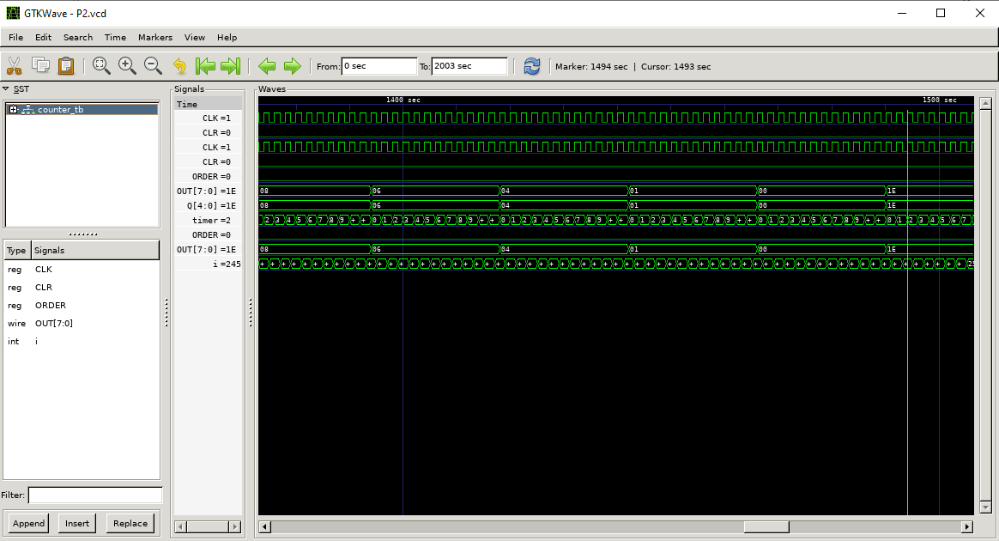 GTKWave - P2.vcd
File Edit Search Time Markers View Help
From: 0 sec To: 2003 sec Marker: 1494 sec | Cursor: 1493 sec
SST
counter_tb
Type Signals
reg CLK
reg CLR
reg ORDER
wire OUT[7:0]
int i
Filter:
Append Insert Replace
Signals
Time
CLK =1
CLR =0
CLK =1
CLR =0
ORDER =0
OUT[7:0] =1E
Q[4:0] =1E
timer =2
ORDER =0
OUT[7:0] =1E
i =245
Waves
1400 sec 1500 sec
08 06 04 01 00 1E
08 06 04 01 00 1E
2 3 4 5 6 7 8 9 + + 0 1 2 3 4 5 6 7 8 9 + + 0 1 2 3 4 5 6 7 8 9 + + 0 1 2 3 4 5 6 7 8 9 + + 0 1 2 3 4 5 6 7 8 9 + + 0 1 2 3 4 5 6 7
08 06 04 01 00 1E